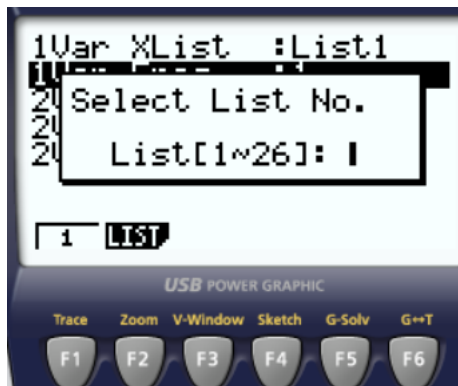 1Var XList :List1
Select List No.
List[1~26]:
1 LIST
USB POWER GRAPHIC
Trace Zoom V-Window Sketch G-Solv G↔T
F1 F2 F3 F4 F5 F6